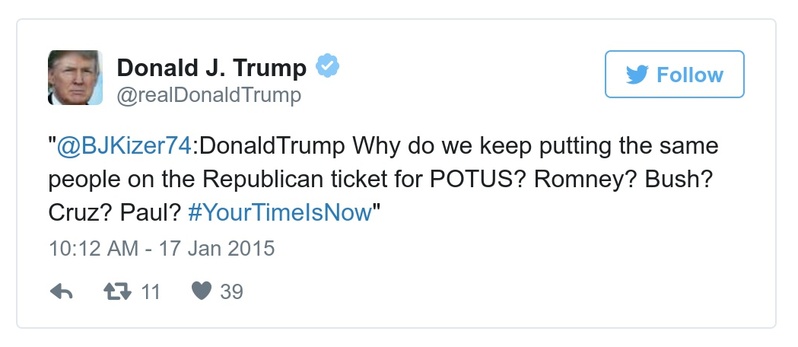 Donald J. Trump
@realDonaldTrump
Follow
"@BJKizer74:DonaldTrump Why do we keep putting the same
people on the Republican ticket for POTUS? Romney? Bush?
Cruz? Paul? #YourTimeIsNow"
10:12 AM - 17 Jan 2015
11 39